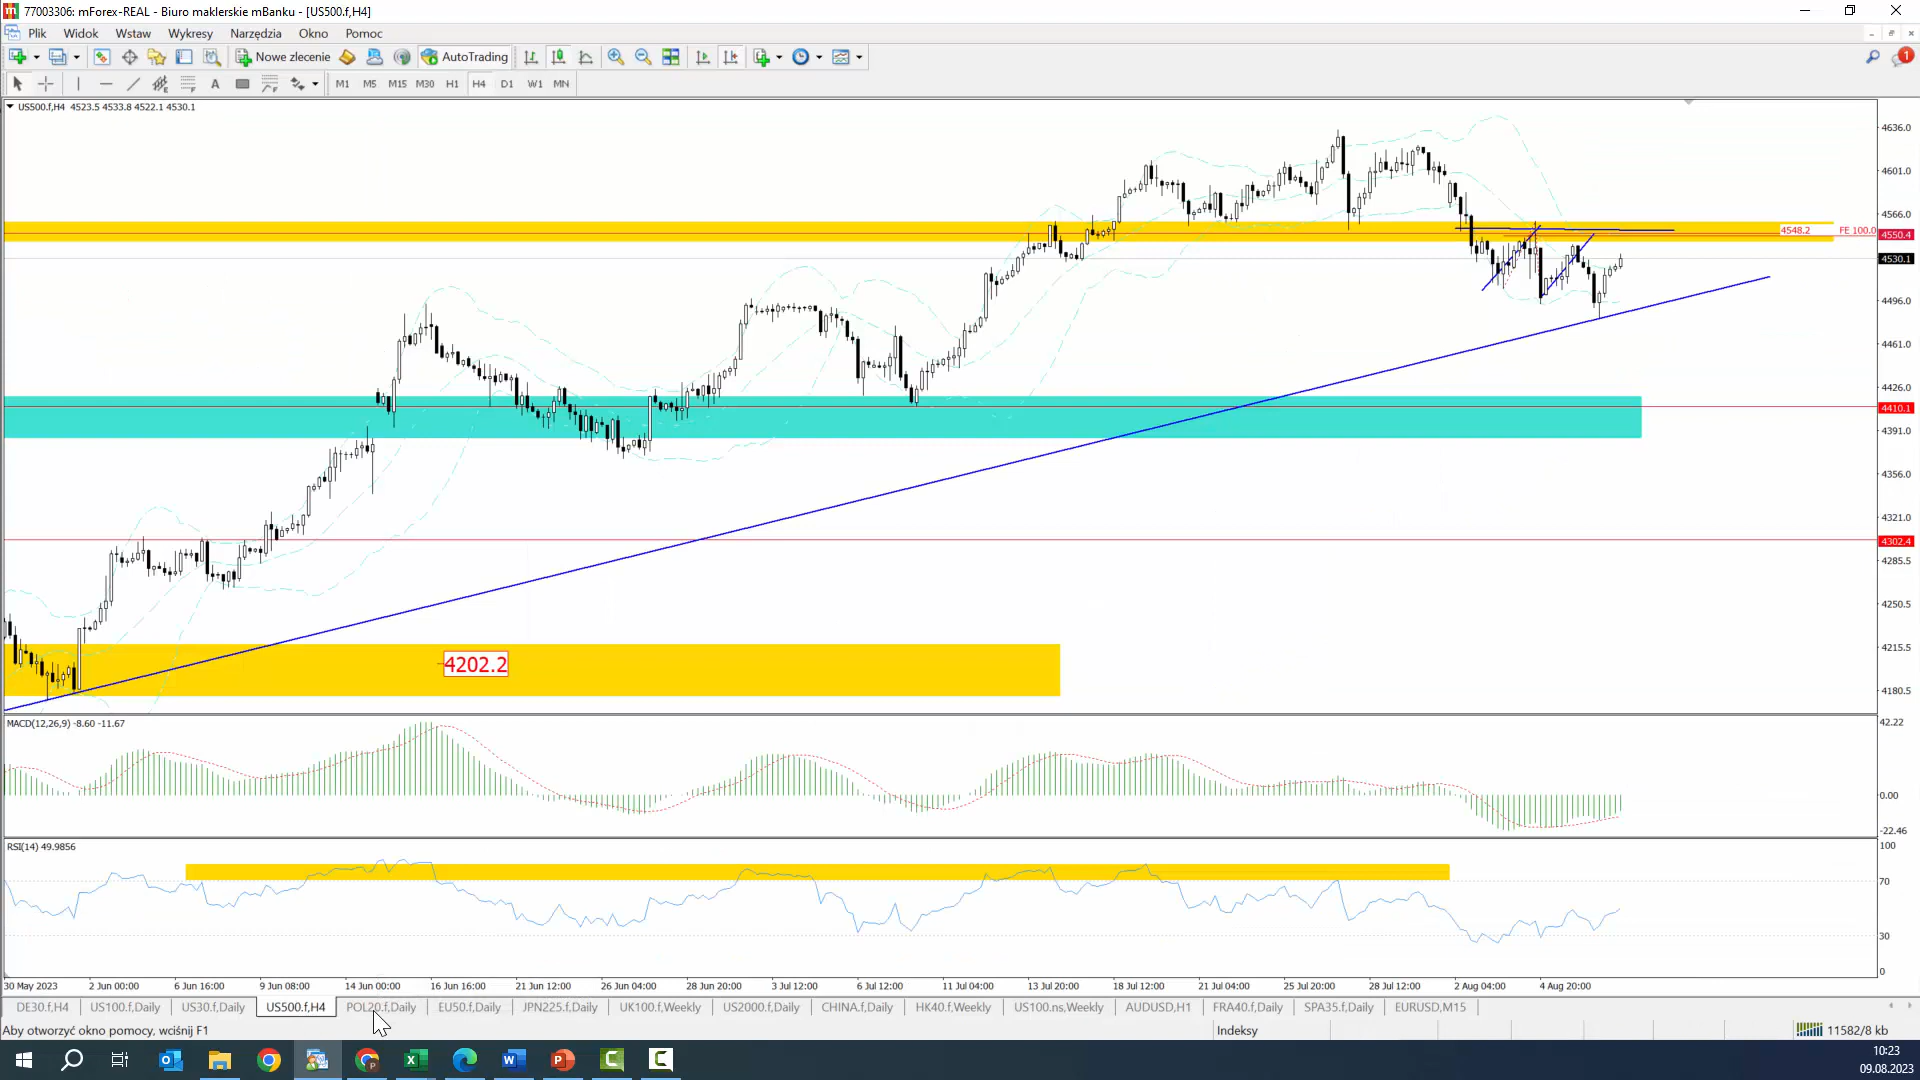 77003306: mForex-REAL - Biuro maklerskie mBanku - [US500.f,H4]
Plik Widok Wstaw Wykresy Narzędzia Okno Pomoc
Nowe zlecenie AutoTrading
1
A M1 M5 M15 M30 H1 H4 D1 W1 MN
US500.f,H4 4523.5 4533.8 4522.1 4530.1
4636.0
4601.0
4566.0
4548.2 FE 100.0 4550.4
4530.1
4496.0
4461.0
4426.0
4410.1
4391.0
4356.0
4321.0
4302.4
4285.5
4250.5
4215.5
4202.2
4180.5
MACD(12,26,9) -8.60 -11.67
42.22
0.00
-22.46
RSI(14) 49.9856
100
70
30
0
30 May 2023 2 Jun 00:00 6 Jun 16:00 9 Jun 08:00 14 Jun 00:00 16 Jun 16:00 21 Jun 12:00 26 Jun 04:00 28 Jun 20:00 3 Jul 12:00 6 Jul 12:00 11 Jul 04:00 13 Jul 20:00 18 Jul 12:00 21 Jul 04:00 25 Jul 20:00 28 Jul 12:00 2 Aug 04:00 4 Aug 20:00
DE30.f,H4 US100.f,Daily US30.f,Daily US500.f,H4 POL20.f,Daily EU50.f,Daily JPN225.f,Daily UK100.f,Weekly US2000.f,Daily CHINA.f,Daily HK40.f,Weekly US100.ns,Weekly AUDUSD,H1 FRA40.f,Daily SPA35.f,Daily EURUSD,M15
Aby otworzyć okno pomocy, wciśnij F1 Indeksy 11582/8 kb
10:23
09.08.2023